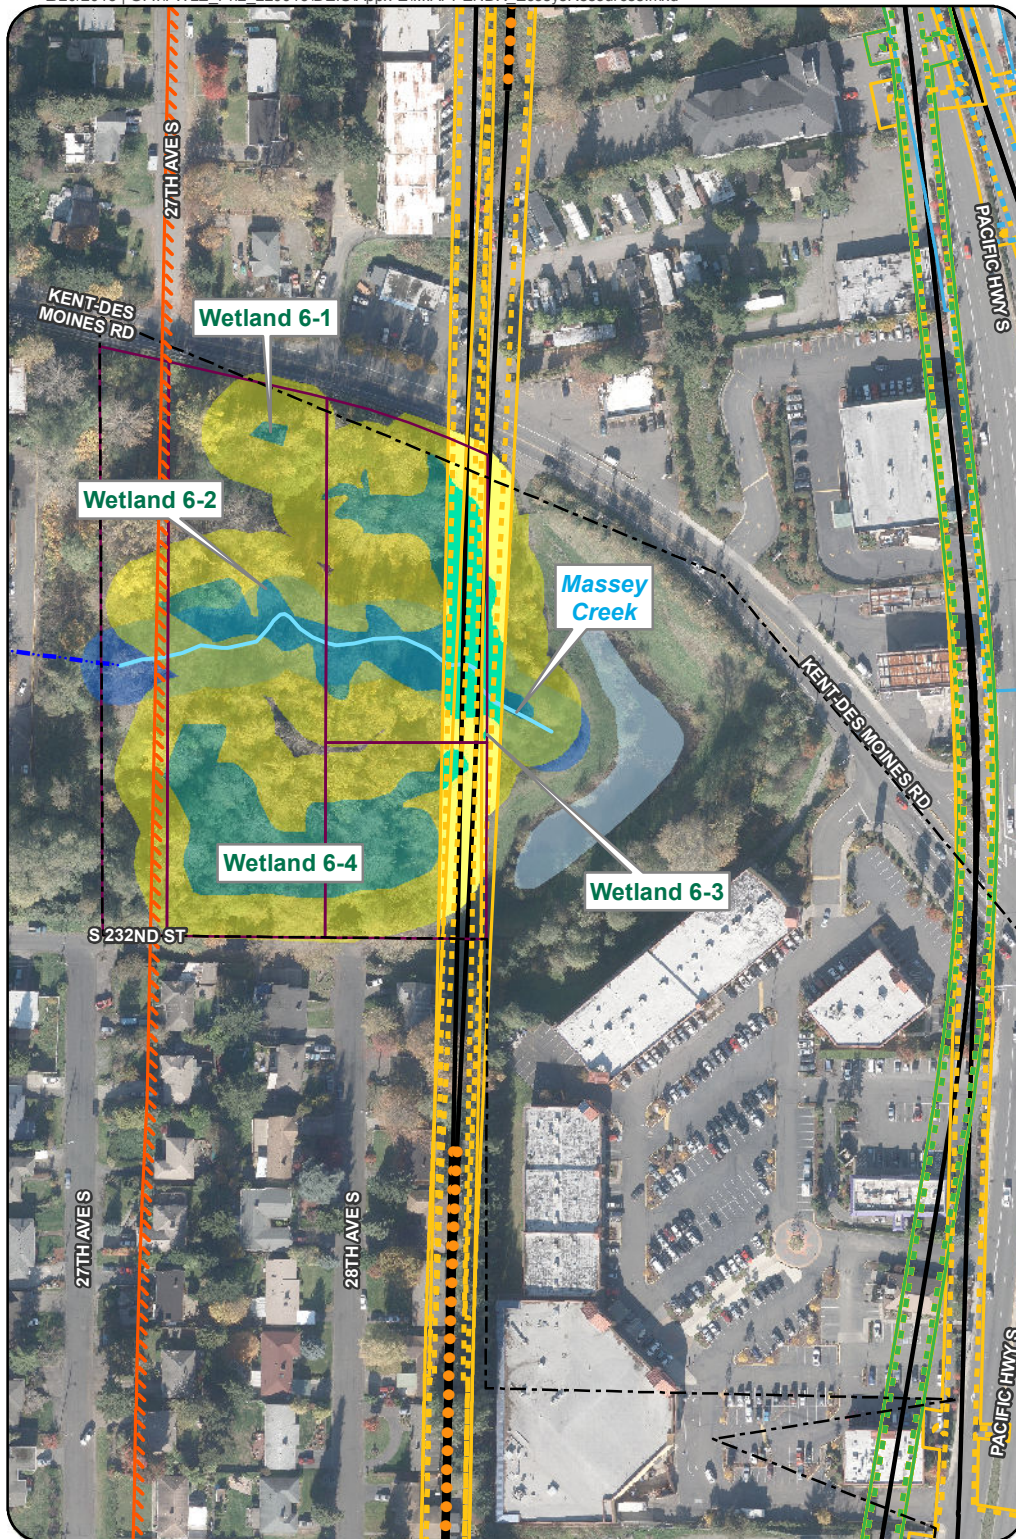 27TH AVE S
PACIFIC HWY S
KENT-DES
MOINES RD
Wetland 6-1
Wetland 6-2
Massey
Creek
KENT-DES MOINES RD
Wetland 6-4
Wetland 6-3
S 232ND ST
27TH AVE S
28TH AVE S
PACIFIC HWY S